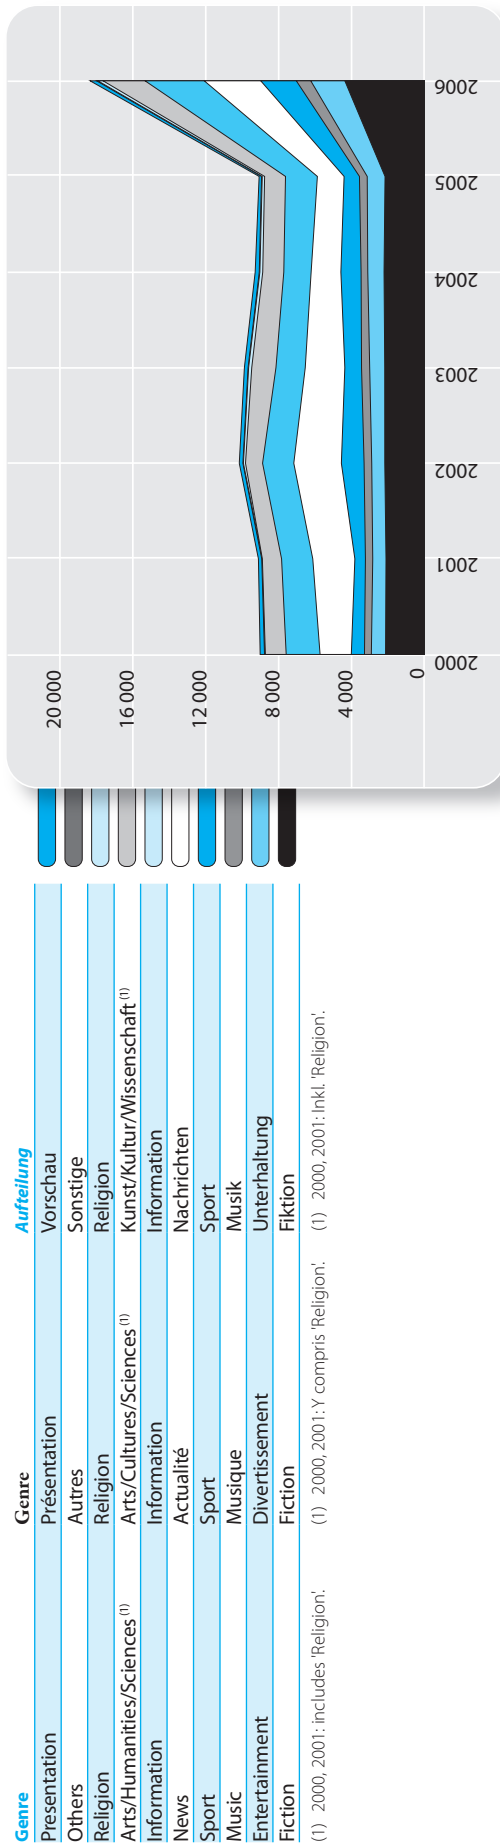 Genre Genre Aufteilung
Presentation Présentation Vorschau
Others Autres Sonstige
Religion Religion Religion
Arts/Humanities/Sciences (1) Arts/Cultures/Sciences (1) Kunst/Kultur/Wissenschaft (1)
Information Information Information
News Actualité Nachrichten
Sport Sport Sport
Music Musique Musik
Entertainment Divertissement Unterhaltung
Fiction Fiction Fiktion
(1) 2000, 2001: includes 'Religion'. (1) 2000, 2001: Y compris 'Religion'. (1) 2000, 2001: Inkl. 'Religion'.
20 000
16 000
12 000
8 000
4 000
0
2000 2001 2002 2003 2004 2005 2006